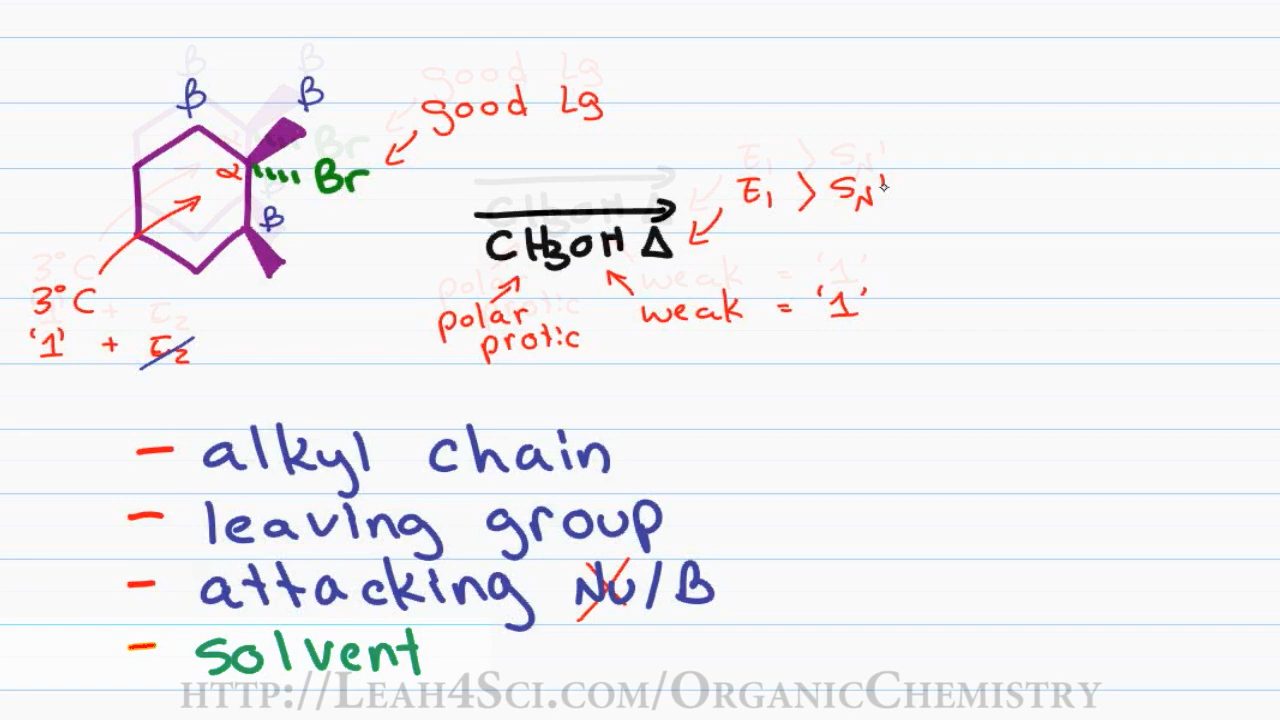 β β good Lg
α Br
E₁ > S_N1
β
CH₃OH Δ
3°C
polar protic
weak = '1'
'1' + E₂
- alkyl chain
- leaving group
- attacking Nu/B
- solvent
HTTP://LEAH4SCI.COM/ORGANICCHEMISTRY